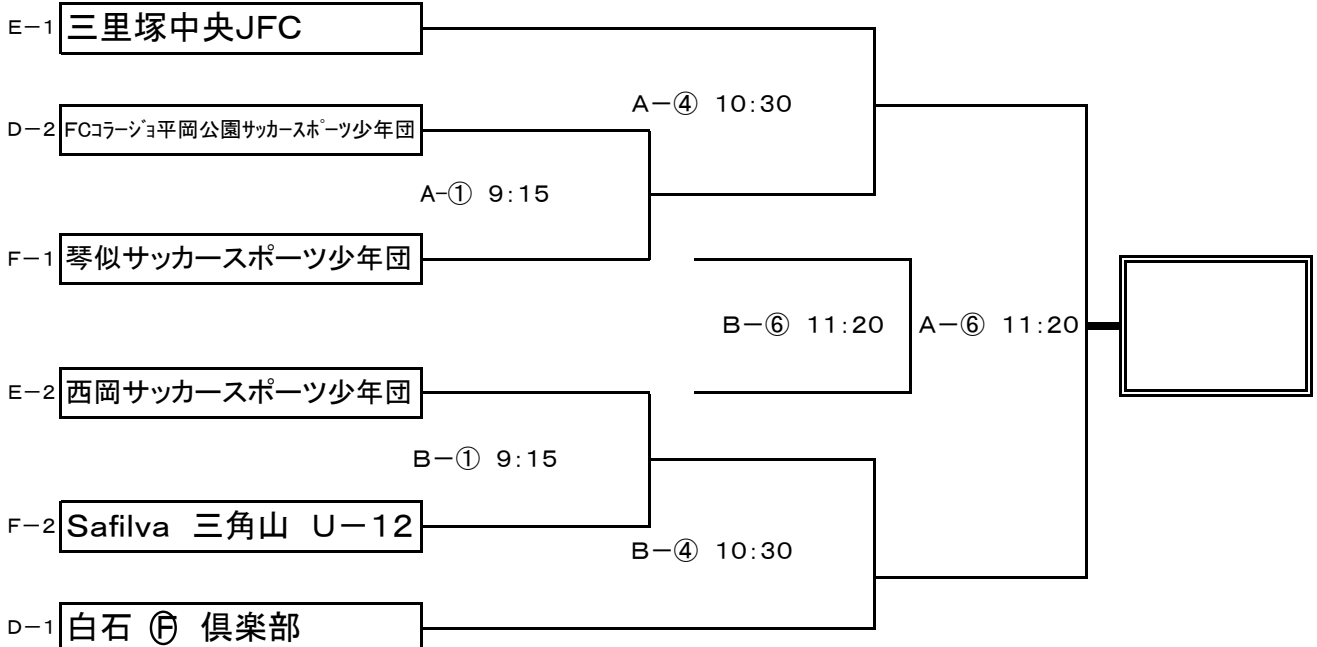 E－1 三里塚中央JFC
A－④ 10:30
D－2 FCコラージョ平岡公園サッカースポーツ少年団
A-① 9:15
F－1 琴似サッカースポーツ少年団
B－⑥ 11:20 A－⑥ 11:20
E－2 西岡サッカースポーツ少年団
B－① 9:15
F－2 Safilva 三角山 U－12
B－④ 10:30
D－1 白石 Ⓕ 倶楽部